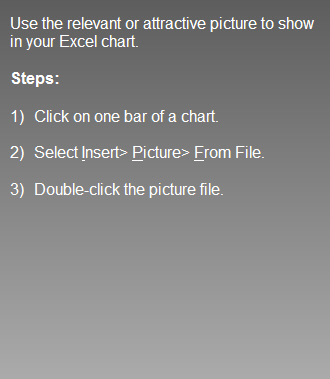 Use the relevant or attractive picture to show
in your Excel chart.
Steps:
1) Click on one bar of a chart.
2) Select Insert> Picture> From File.
3) Double-click the picture file.